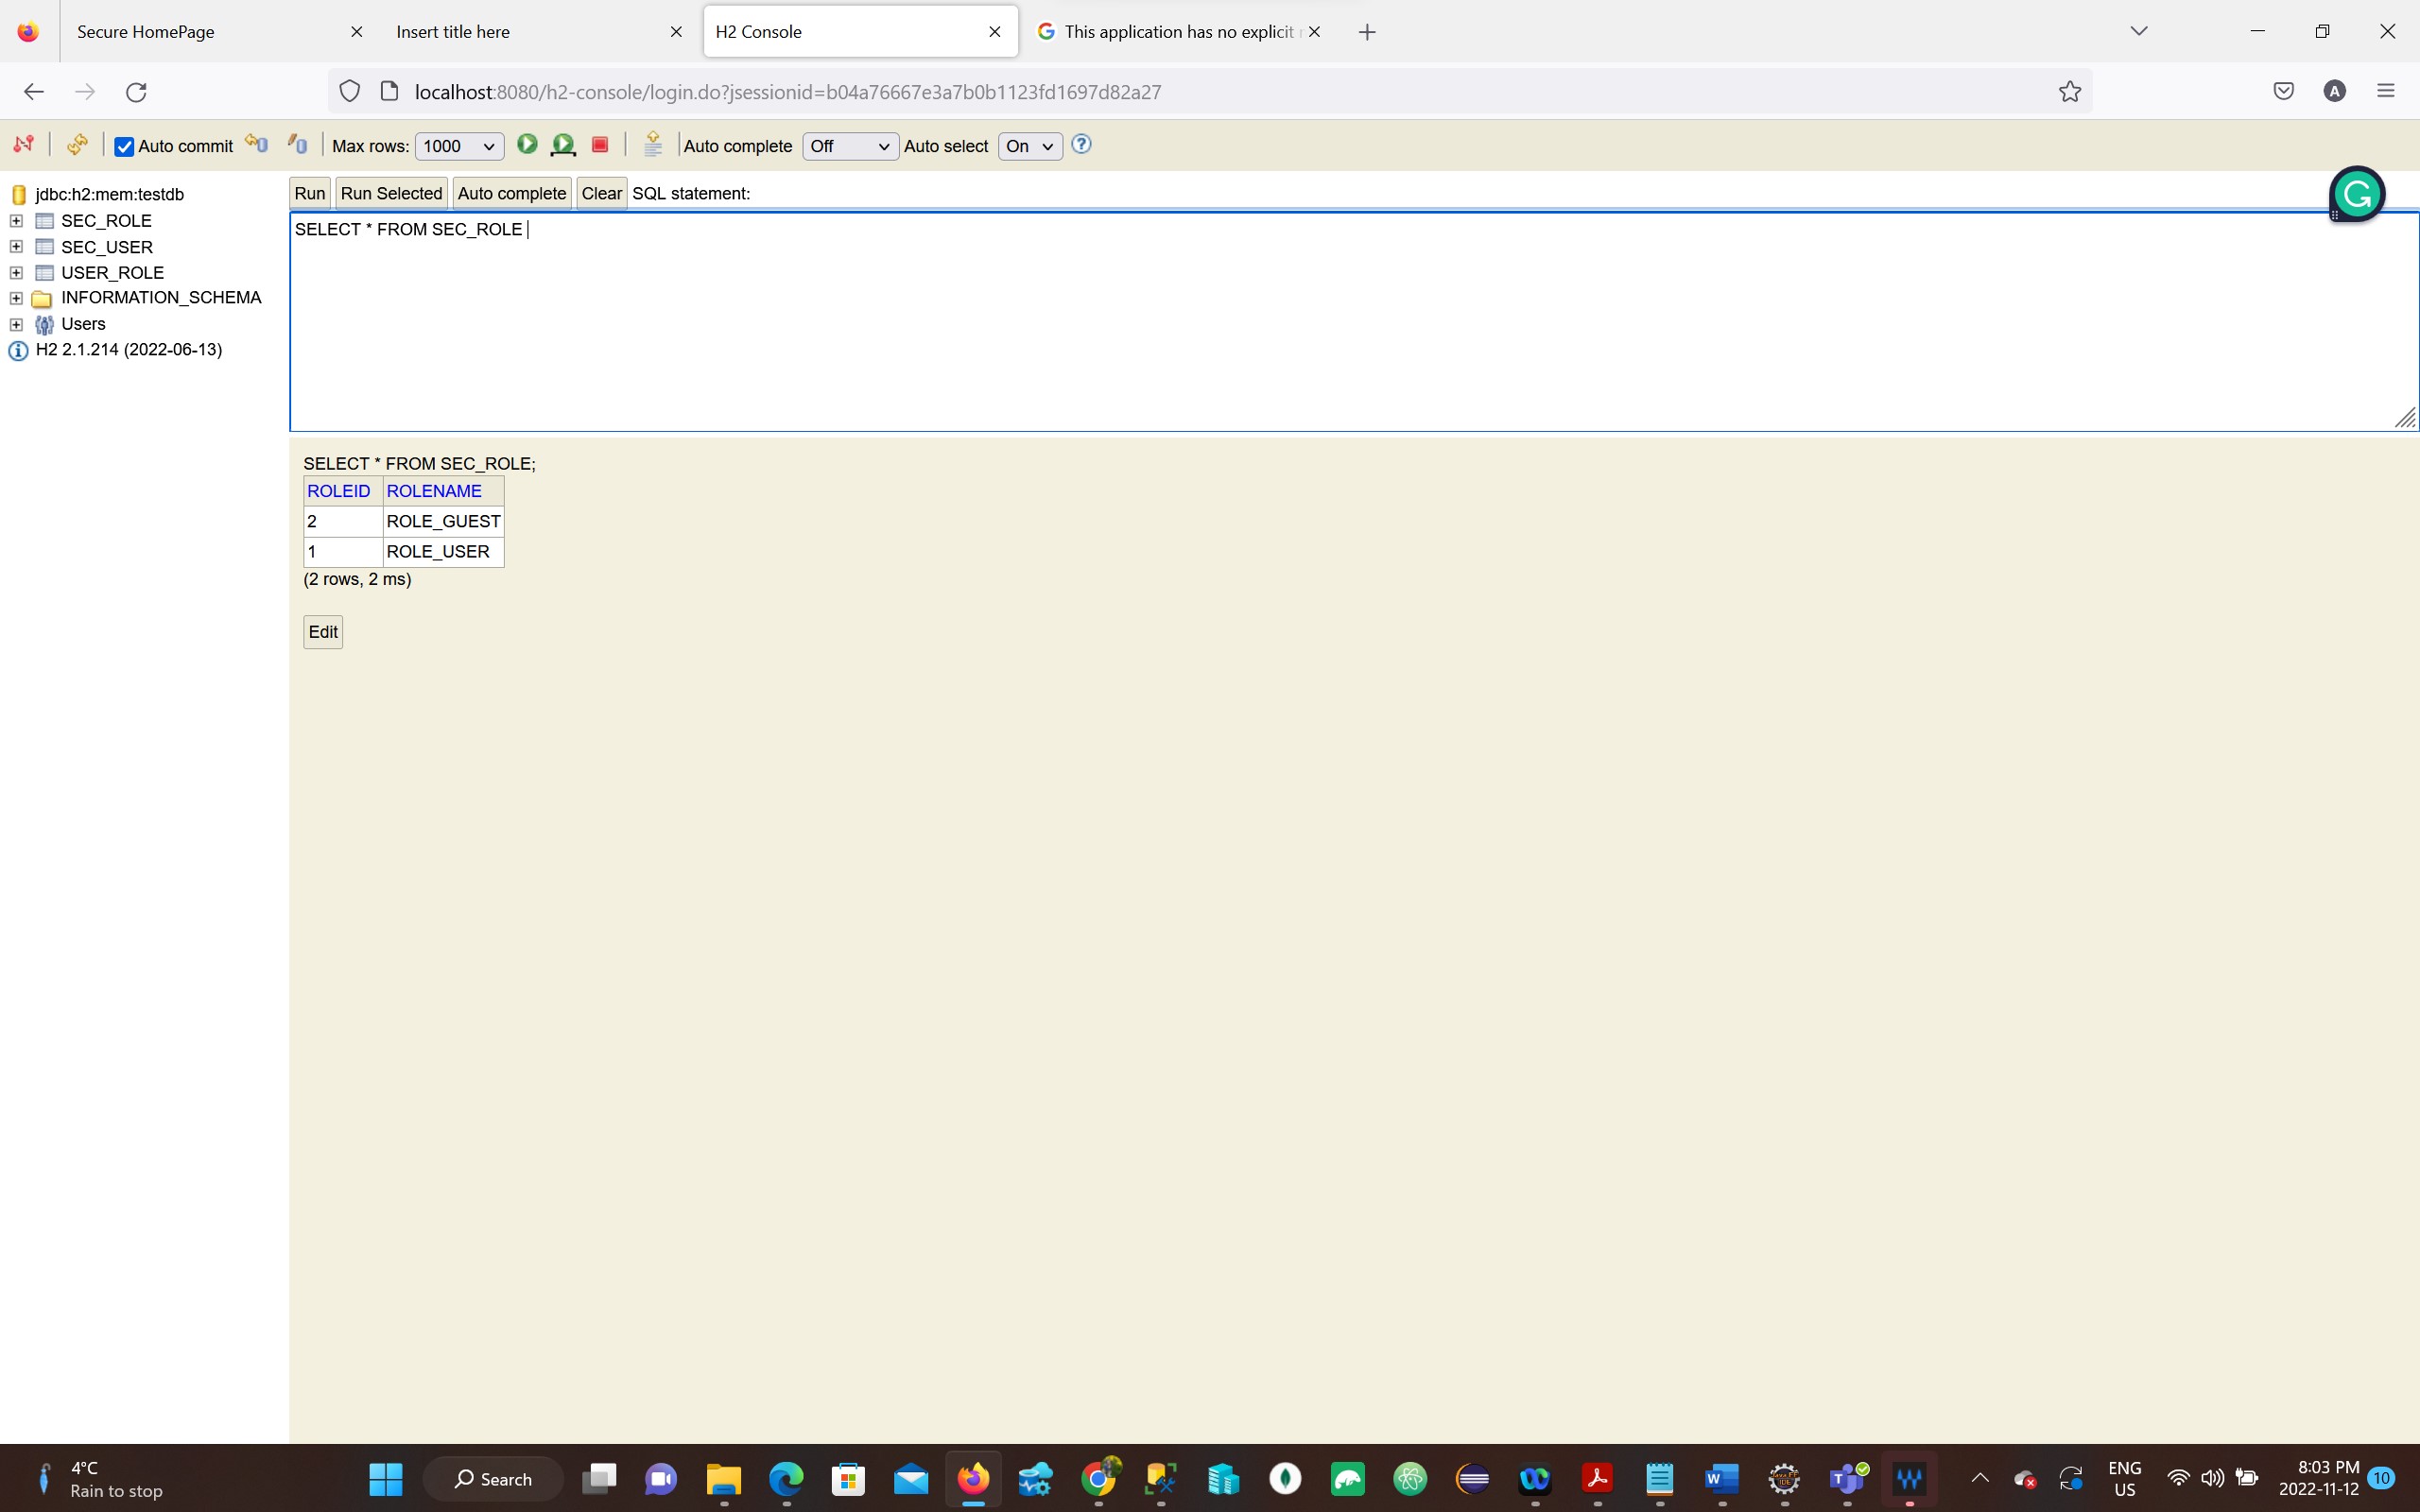 Secure HomePage
Insert title here
H2 Console
This application has no explicit
localhost:8080/h2-console/login.do?jsessionid=b04a76667e3a7b0b1123fd1697d82a27
A
Auto commit
Max rows: 1000
Auto complete Off
Auto select On
jdbc:h2:mem:testdb
SEC_ROLE
SEC_USER
USER_ROLE
INFORMATION_SCHEMA
Users
H2 2.1.214 (2022-06-13)
Run Run Selected Auto complete Clear SQL statement:
SELECT * FROM SEC_ROLE
SELECT * FROM SEC_ROLE;
ROLEID ROLENAME
2 ROLE_GUEST
1 ROLE_USER
(2 rows, 2 ms)
Edit
4°C
Rain to stop
Search
ENG
US
8:03 PM
2022-11-12
10